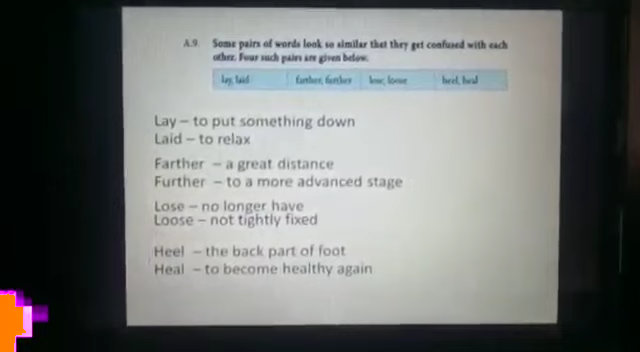 A.9. Some pairs of words look so similar that they get confused with each
other. Four such pairs are given below.
lay, laid farther, further lose, loose heel, heal
Lay – to put something down
Laid – to relax
Farther – a great distance
Further – to a more advanced stage
Lose – no longer have
Loose – not tightly fixed
Heel – the back part of foot
Heal – to become healthy again